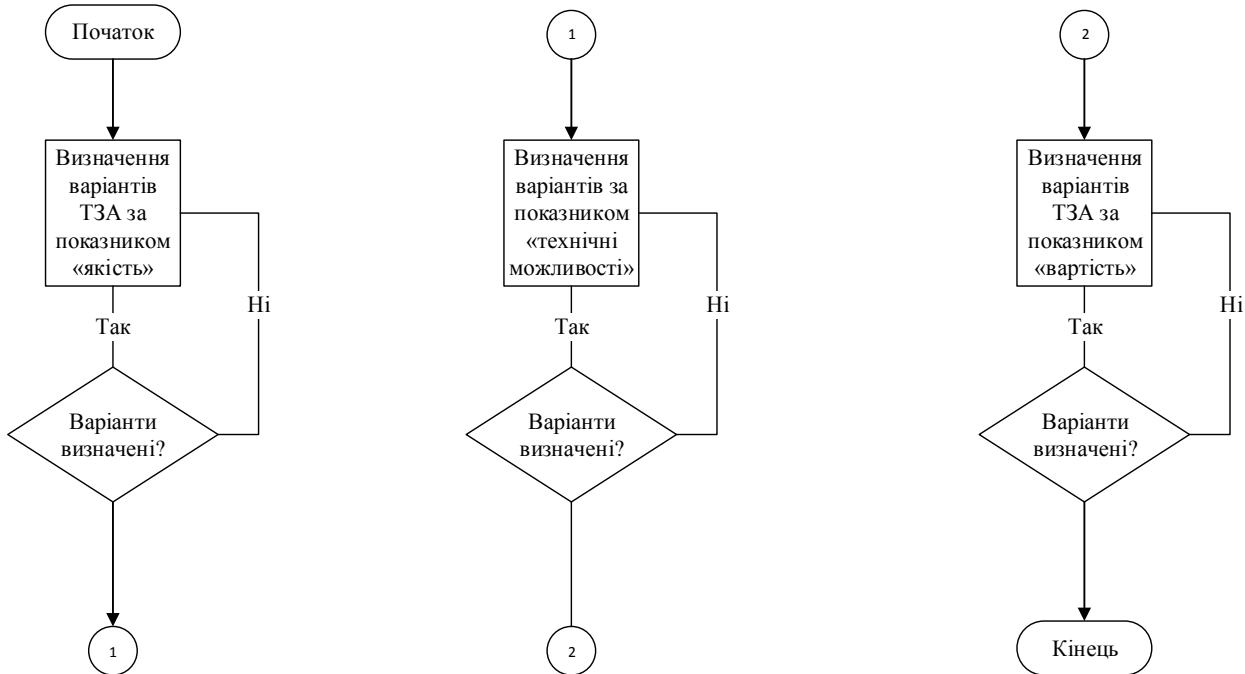 Початок
Визначення
варіантів
ТЗА за
показником
«якість»
Ні
Так
Варіанти
визначені?
1
1
Визначення
варіантів за
показником
«технічні
можливості»
Ні
Так
Варіанти
визначені?
2
2
Визначення
варіантів
ТЗА за
показником
«вартість»
Ні
Так
Варіанти
визначені?
Кінець